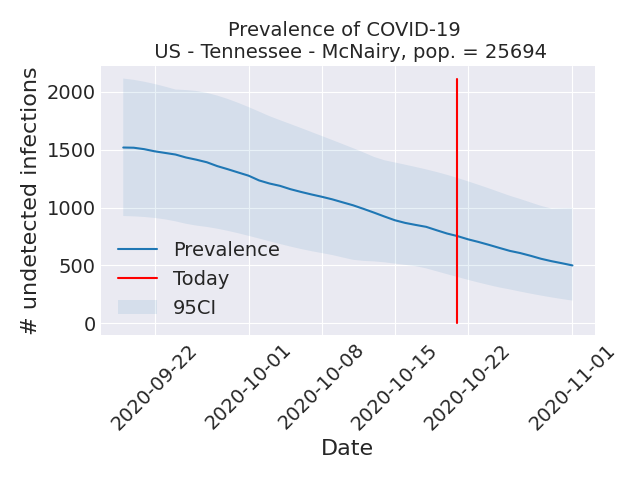 Prevalence of COVID-19
US - Tennessee - McNairy, pop. = 25694
# undetected infections
2000
1500
1000
500
0
Prevalence
Today
95CI
2020-09-22
2020-10-01
2020-10-08
2020-10-15
2020-10-22
2020-11-01
Date